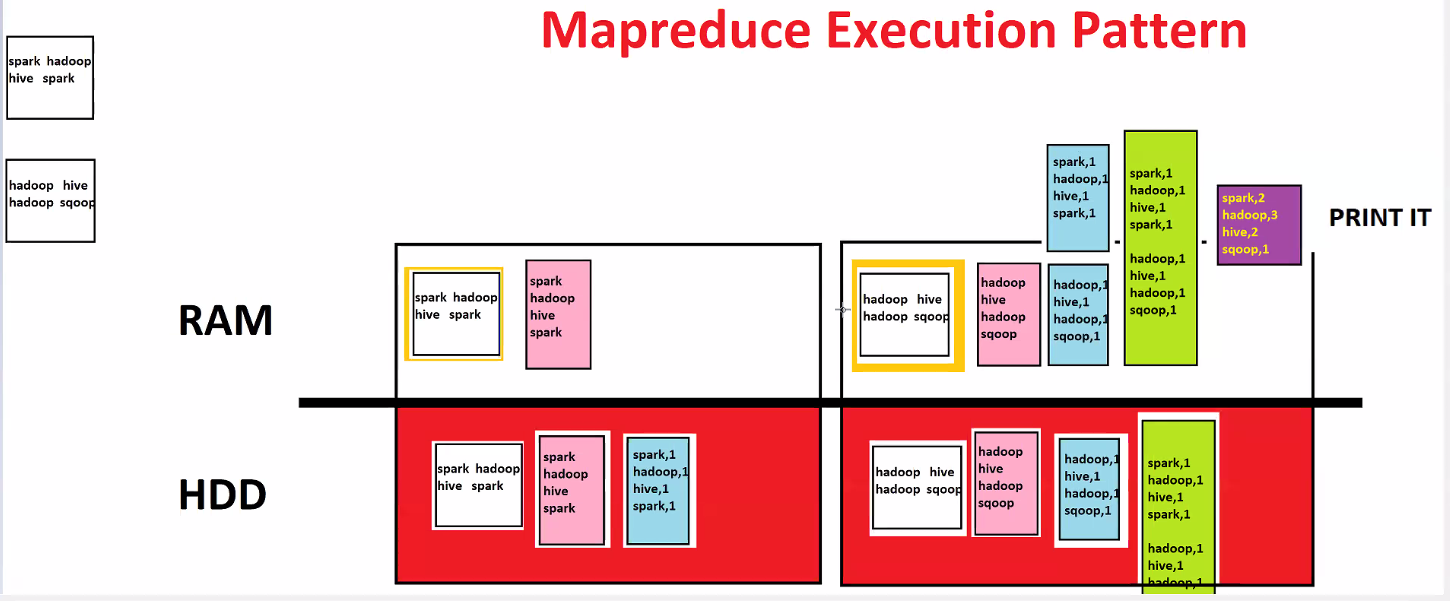 Mapreduce Execution Pattern
spark hadoop
hive spark
hadoop hive
hadoop sqoop
spark,1
hadoop,1
hive,1
spark,1
spark,1
hadoop,1
hive,1
spark,1
hadoop,1
hive,1
hadoop,1
sqoop,1
spark,2
hadoop,3
hive,2
sqoop,1
PRINT IT
RAM
spark hadoop
hive spark
spark
hadoop
hive
spark
hadoop hive
hadoop sqoop
hadoop
hive
hadoop
sqoop
hadoop,1
hive,1
hadoop,1
sqoop,1
HDD
spark hadoop
hive spark
spark
hadoop
hive
spark
spark,1
hadoop,1
hive,1
spark,1
hadoop hive
hadoop sqoop
hadoop
hive
hadoop
sqoop
hadoop,1
hive,1
hadoop,1
sqoop,1
spark,1
hadoop,1
hive,1
spark,1
hadoop,1
hive,1
hadoop,1